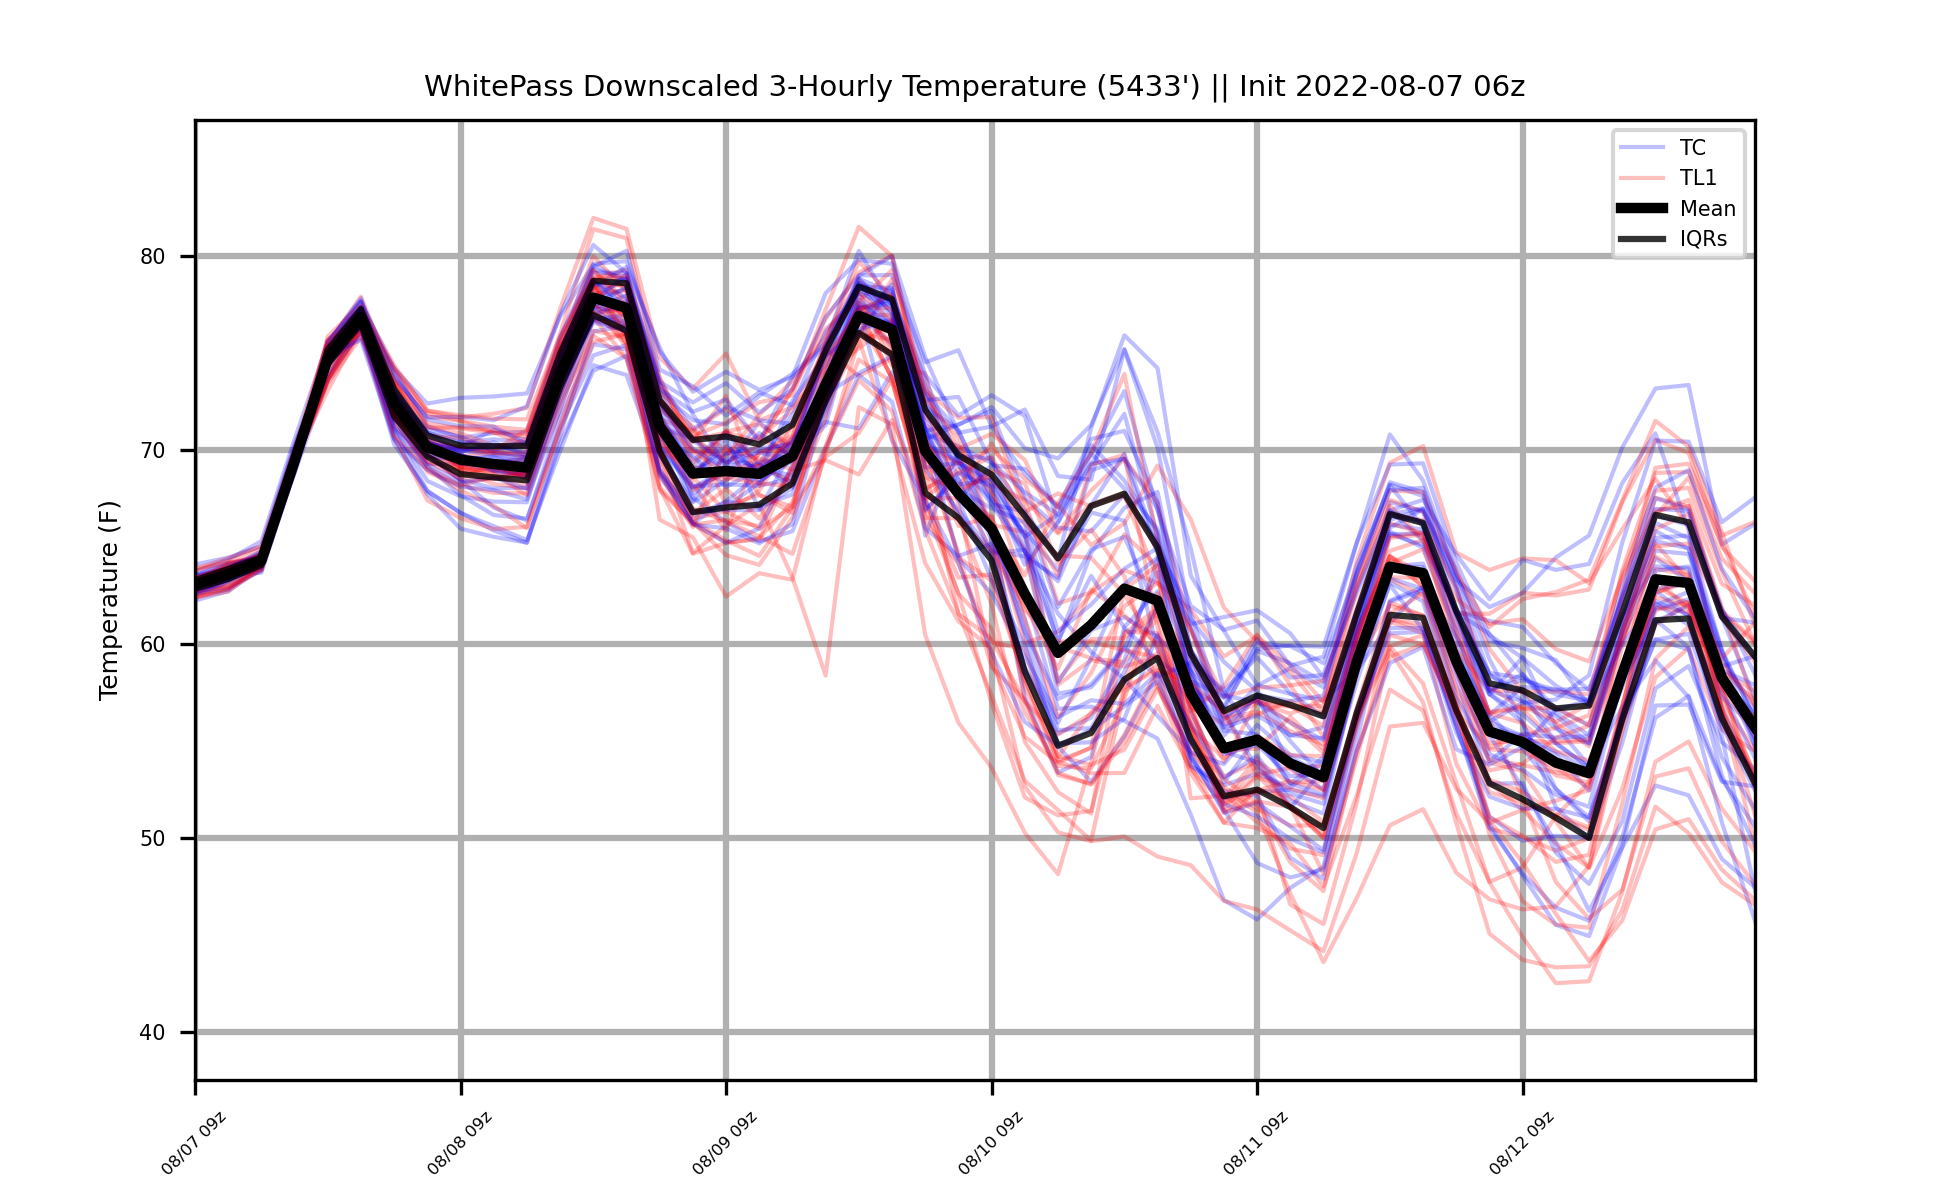 WhitePass Downscaled 3-Hourly Temperature (5433') || Init 2022-08-07 06z
TC
TL1
Mean
IQRs
Temperature (F)
80
70
60
50
40
08/07 09z
08/08 09z
08/09 09z
08/10 09z
08/11 09z
08/12 09z